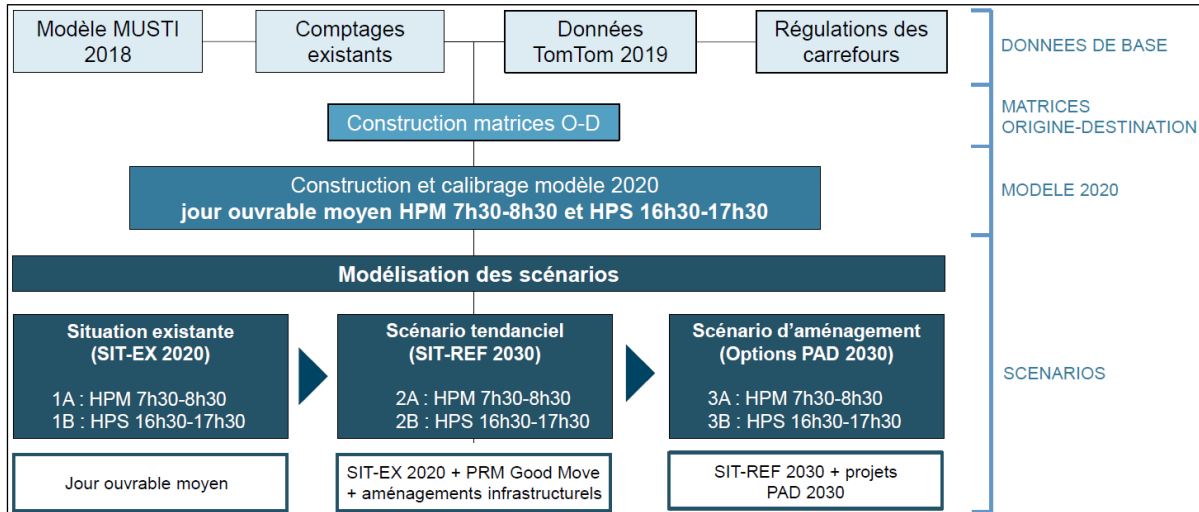 Modèle MUSTI
2018
Comptages
existants
Données
TomTom 2019
Régulations des
carrefours
DONNEES DE BASE
Construction matrices O-D
MATRICES
ORIGINE-DESTINATION
Construction et calibrage modèle 2020
jour ouvrable moyen HPM 7h30-8h30 et HPS 16h30-17h30
MODELE 2020
Modélisation des scénarios
Situation existante
(SIT-EX 2020)
1A : HPM 7h30-8h30
1B : HPS 16h30-17h30
Scénario tendanciel
(SIT-REF 2030)
2A : HPM 7h30-8h30
2B : HPS 16h30-17h30
Scénario d'aménagement
(Options PAD 2030)
3A : HPM 7h30-8h30
3B : HPS 16h30-17h30
SCENARIOS
Jour ouvrable moyen
SIT-EX 2020 + PRM Good Move
+ aménagements infrastructurels
SIT-REF 2030 + projets
PAD 2030